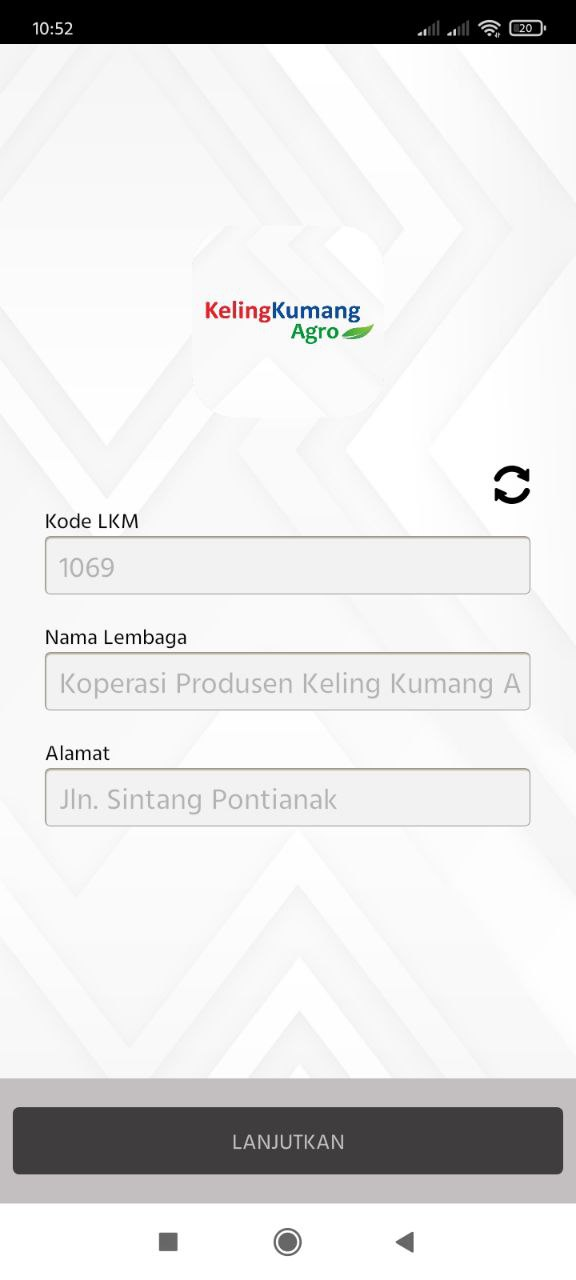 10:52
20
KelingKumang
Agro
Kode LKM
1069
Nama Lembaga
Koperasi Produsen Keling Kumang A
Alamat
Jln. Sintang Pontianak
LANJUTKAN